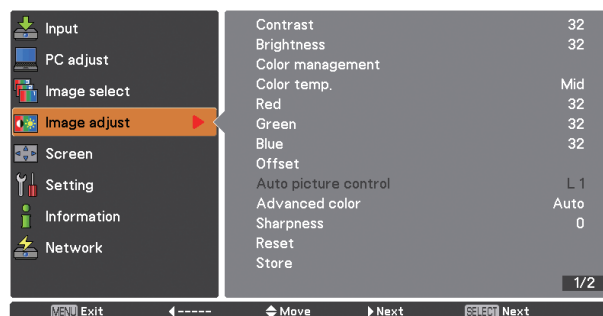 Input
PC adjust
Image select
Image adjust
Screen
Setting
Information
Network
Contrast 32
Brightness 32
Color management
Color temp. Mid
Red 32
Green 32
Blue 32
Offset
Auto picture control L 1
Advanced color Auto
Sharpness 0
Reset
Store
1/2
MENU Exit ◀----- Move Next SELECT Next